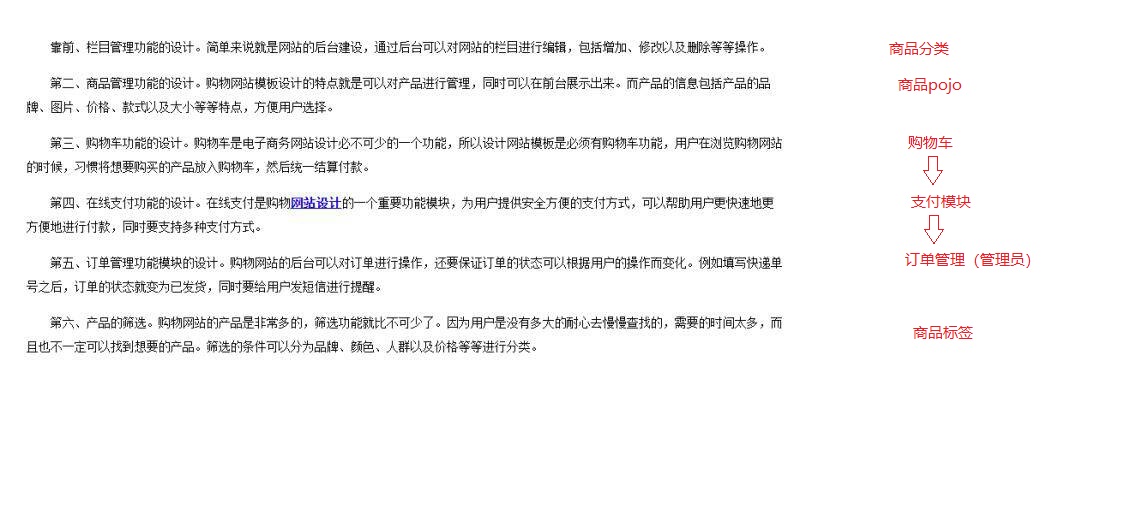 靠前、栏目管理功能的设计。简单来说就是网站的后台建设，通过后台可以对网站的栏目进行编辑，包括增加、修改以及删除等等操作。
商品分类
第二、商品管理功能的设计。购物网站模板设计的特点就是可以对产品进行管理，同时可以在前台展示出来。而产品的信息包括产品的品
牌、图片、价格、款式以及大小等等特点，方便用户选择。
商品pojo
第三、购物车功能的设计。购物车是电子商务网站设计必不可少的一个功能，所以设计网站模板是必须有购物车功能，用户在浏览购物网站
的时候，习惯将想要购买的产品放入购物车，然后统一结算付款。
购物车
第四、在线支付功能的设计。在线支付是购物网站设计的一个重要功能模块，为用户提供安全方便的支付方式，可以帮助用户更快速地更
方便地进行付款，同时要支持多种支付方式。
支付模块
第五、订单管理功能模块的设计。购物网站的后台可以对订单进行操作，还要保证订单的状态可以根据用户的操作而变化。例如填写快递单
号之后，订单的状态就变为已发货，同时要给用户发短信进行提醒。
订单管理（管理员）
第六、产品的筛选。购物网站的产品是非常多的，筛选功能就比不可少了。因为用户是没有多大的耐心去慢慢查找的，需要的时间太多，而
且也不一定可以找到想要的产品。筛选的条件可以分为品牌、颜色、人群以及价格等等进行分类。
商品标签